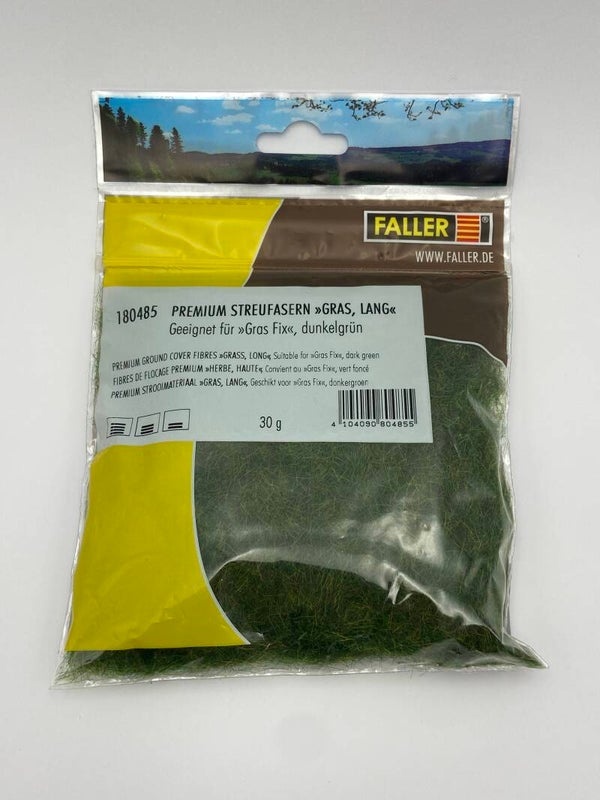 FALLER®
WWW.FALLER.DE
180485 PREMIUM STREUFASERN »GRAS, LANG«
Geeignet für »Gras Fix«, dunkelgrün
PREMIUM GROUND COVER FIBRES »GRASS, LONG« Suitable for »Gras Fix«, dark green
FIBRES DE FLOCAGE PREMIUM »HERBE, HAUTE« Convient au »Gras Fix«, vert foncé
PREMIUM STROOIMATERIAAL »GRAS, LANG«, Geschikt voor »Gras Fix«, donkergroen
30 g
4 104090 804855